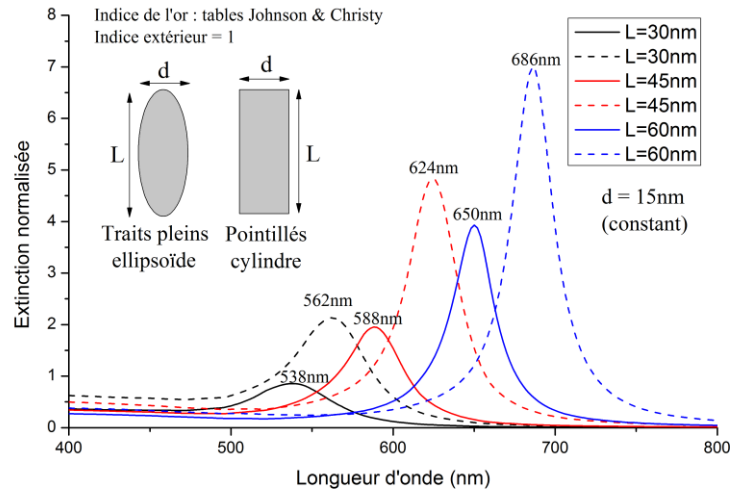 Indice de l'or : tables Johnson & Christy
Indice extérieur = 1
d
d
L
L
Traits pleins
ellipsoïde
Pointillés
cylindre
L=30nm
L=30nm
L=45nm
L=45nm
L=60nm
L=60nm
d = 15nm
(constant)
686nm
624nm
650nm
562nm
588nm
538nm
Extinction normalisée
8
7
6
5
4
3
2
1
0
400
500
600
700
800
Longueur d'onde (nm)